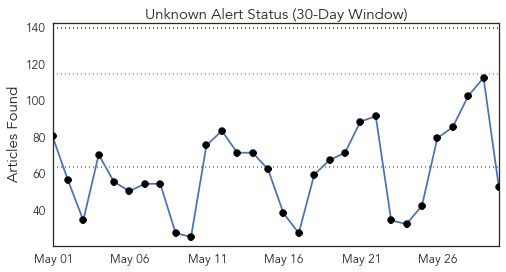 Unknown Alert Status (30-Day Window)
Articles Found
140
120
100
80
60
40
May 01
May 06
May 11
May 16
May 21
May 26